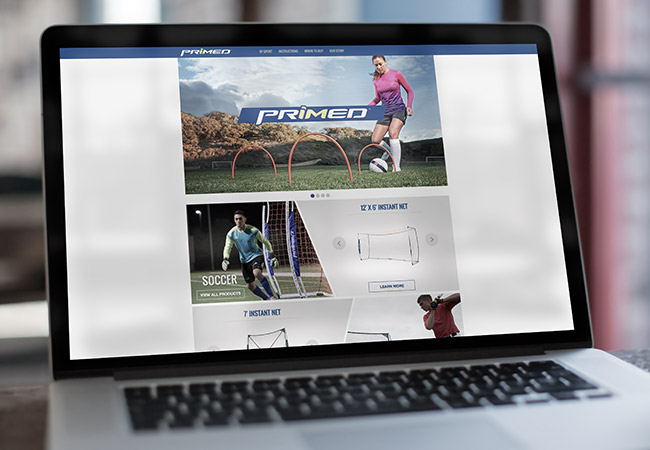 PRIMED
BY SPORT INSTRUCTIONS WHERE TO BUY OUR STORY
PRIMED
12' X 6' INSTANT NET
SOCCER
VIEW ALL PRODUCTS
LEARN MORE
7' INSTANT NET